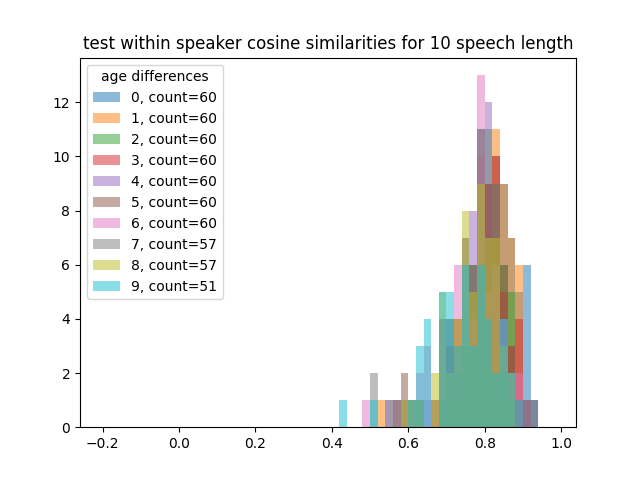 test within speaker cosine similarities for 10 speech length
age differences
0, count=60
1, count=60
2, count=60
3, count=60
4, count=60
5, count=60
6, count=60
7, count=57
8, count=57
9, count=51
12
10
8
6
4
2
0
−0.2 0.0 0.2 0.4 0.6 0.8 1.0